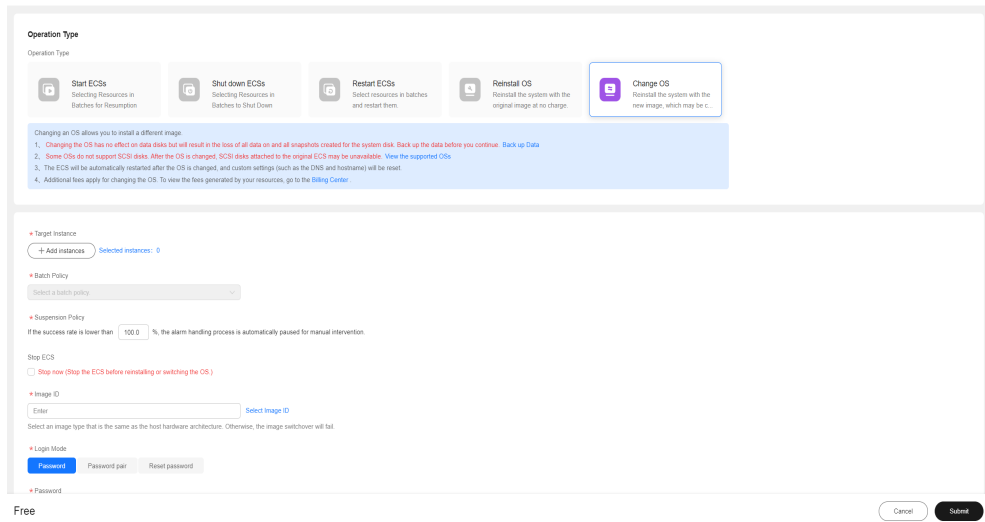 Operation Type
Operation Type
Start ECSs
Selecting Resources in
Batches for Resumption
Shut down ECSs
Selecting Resources in
Batches to Shut Down
Restart ECSs
Select resources in batches
and restart them.
Reinstall OS
Reinstall the system with the
original image at no charge.
Change OS
Reinstall the system with the
new image, which may be c...
Changing an OS allows you to install a different image.
1、Changing the OS has no effect on data disks but will result in the loss of all data on and all snapshots created for the system disk. Back up the data before you continue. Back up Data
2、Some OSs do not support SCSI disks. After the OS is changed, SCSI disks attached to the original ECS may be unavailable. View the supported OSs
3、The ECS will be automatically restarted after the OS is changed, and custom settings (such as the DNS and hostname) will be reset.
4、Additional fees apply for changing the OS. To view the fees generated by your resources, go to the Billing Center.
* Target Instance
+ Add instances Selected instances: 0
* Batch Policy
Select a batch policy
* Suspension Policy
If the success rate is lower than 100.0 %, the alarm handling process is automatically paused for manual intervention.
Stop ECS
Stop now (Stop the ECS before reinstalling or switching the OS.)
* Image ID
Enter Select Image ID
Select an image type that is the same as the host hardware architecture. Otherwise, the image switchover will fail.
* Login Mode
Password Password pair Reset password
* Password
Free Cancel Submit